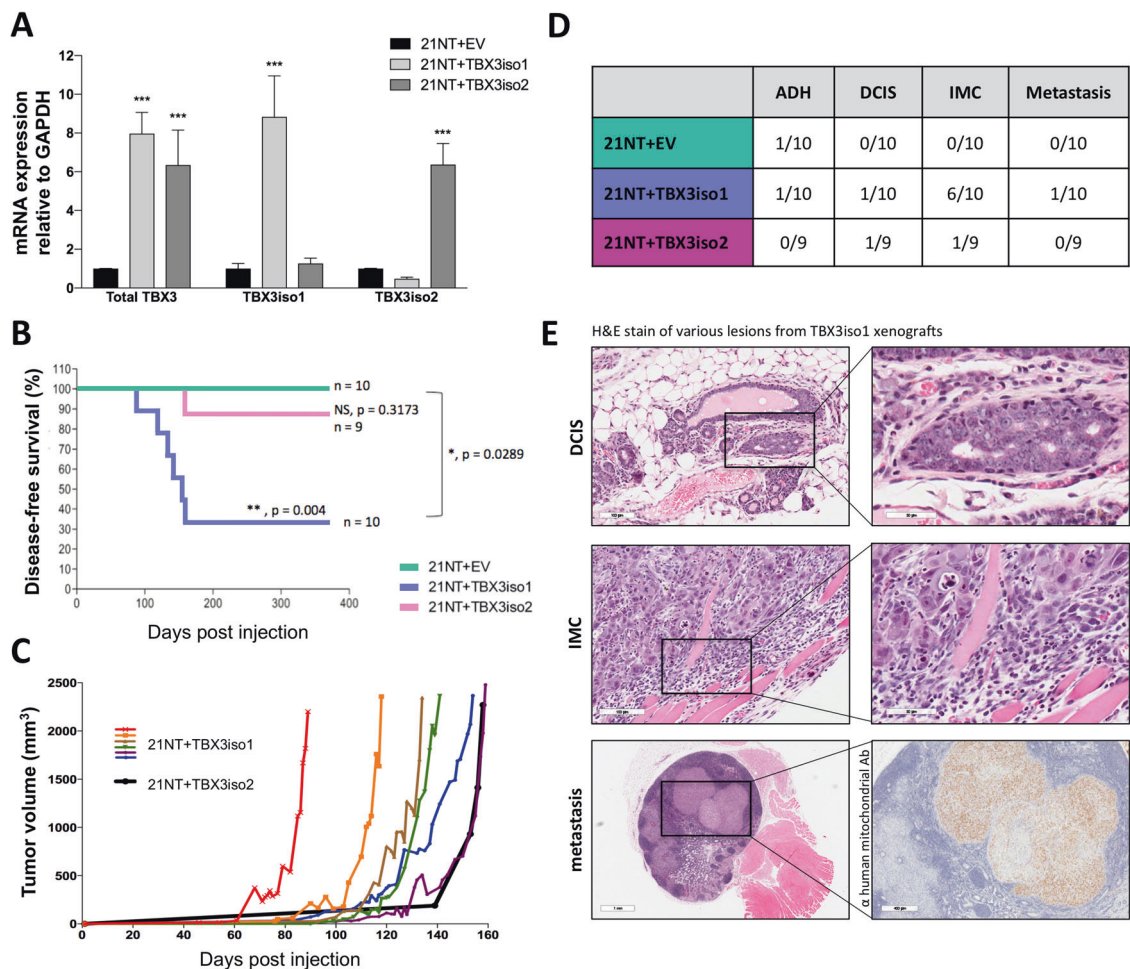 A
12
10
8
6
4
2
0
mRNA expression
relative to GAPDH
***
***
***
***
Total TBX3
TBX3iso1
TBX3iso2
21NT+EV
21NT+TBX3iso1
21NT+TBX3iso2
B
110
100
90
80
70
60
50
40
30
20
10
0
Disease-free survival (%)
n = 10
NS, p = 0.3173
n = 9
*, p = 0.0289
** , p = 0.004
n = 10
21NT+EV
21NT+TBX3iso1
21NT+TBX3iso2
0 100 200 300 400
Days post injection
C
2500
2000
1500
1000
500
0
Tumor volume (mm³)
21NT+TBX3iso1
21NT+TBX3iso2
0 20 40 60 80 100 120 140 160
Days post injection
D
ADH DCIS IMC Metastasis
21NT+EV 1/10 0/10 0/10 0/10
21NT+TBX3iso1 1/10 1/10 6/10 1/10
21NT+TBX3iso2 0/9 1/9 1/9 0/9
E
H&E stain of various lesions from TBX3iso1 xenografts
DCIS
IMC
metastasis
α human mitochondrial Ab